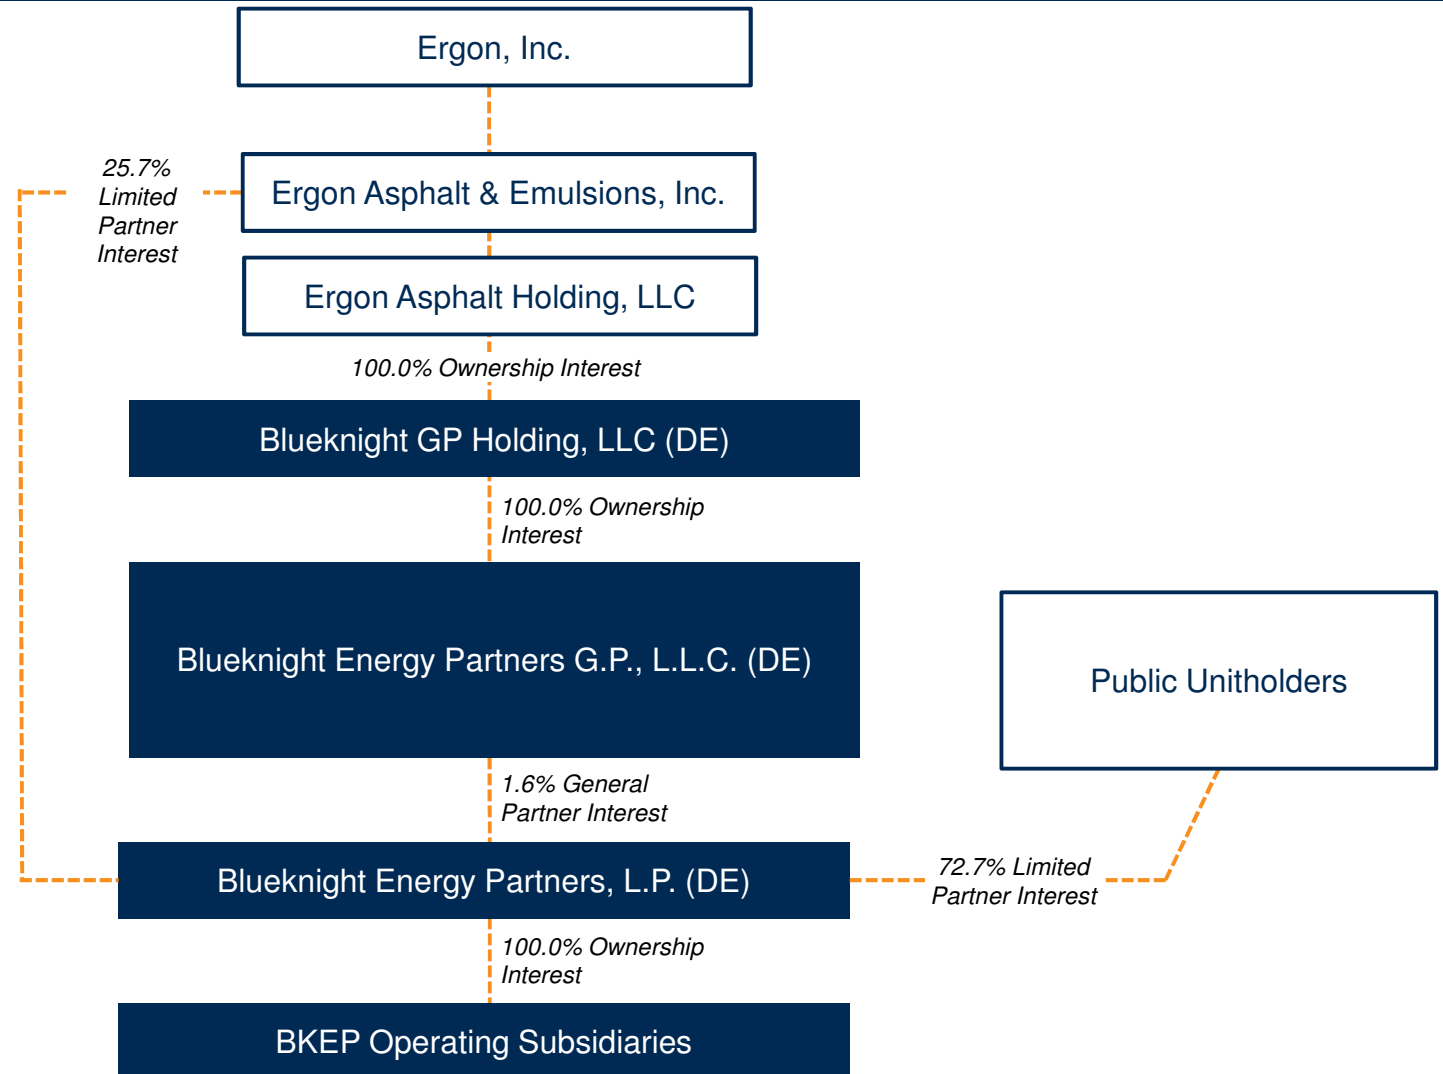 Ergon, Inc.
25.7%
Limited
Partner
Interest
Ergon Asphalt & Emulsions, Inc.
Ergon Asphalt Holding, LLC
100.0% Ownership Interest
Blueknight GP Holding, LLC (DE)
100.0% Ownership
Interest
Blueknight Energy Partners G.P., L.L.C. (DE)
Public Unitholders
1.6% General
Partner Interest
Blueknight Energy Partners, L.P. (DE)
72.7% Limited
Partner Interest
100.0% Ownership
Interest
BKEP Operating Subsidiaries